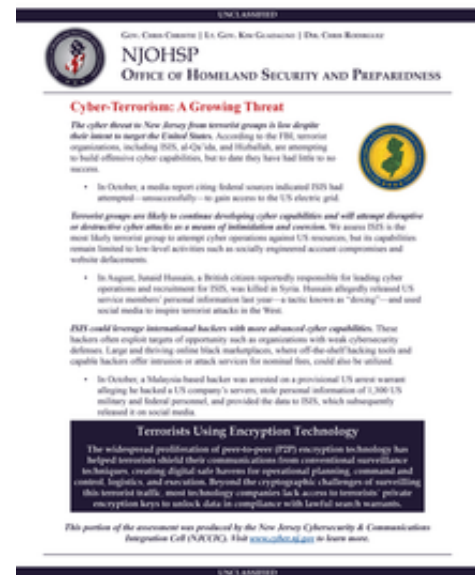 UNCLASSIFIED
GOV. CHRIS CHRISTIE | LT. GOV. KIM GUADAGNO | DIR. CHRIS RODRIGUEZ
NJOHSP
OFFICE OF HOMELAND SECURITY AND PREPAREDNESS
Cyber-Terrorism: A Growing Threat
The cyber threat to New Jersey from terrorist groups is low despite
their intent to target the United States. According to the FBI, terrorist
organizations, including ISIS, al-Qa'ida, and Hizballah, are attempting
to build offensive cyber capabilities, but to date they have had little to no
success.
• In October, a media report citing federal sources indicated ISIS had
attempted—unsuccessfully—to gain access to the US electric grid.
Terrorist groups are likely to continue developing cyber capabilities and will attempt disruptive
or destructive cyber attacks as a means of intimidation and coercion. We assess ISIS is the
most likely terrorist group to attempt cyber operations against US resources, but its capabilities
remain limited to low-level activities such as socially engineered account compromises and
website defacements.
• In August, Junaid Hussain, a British citizen reportedly responsible for leading cyber
operations and recruitment for ISIS, was killed in Syria. Hussain allegedly released US
service members' personal information last year—a tactic known as "doxing"—and used
social media to inspire terrorist attacks in the West.
ISIS could leverage international hackers with more advanced cyber capabilities. These
hackers often exploit targets of opportunity such as organizations with weak cybersecurity
defenses. Large and thriving online black marketplaces, where off-the-shelf hacking tools and
capable hackers offer intrusion or attack services for nominal fees, could also be utilized.
• In October, a Malaysia-based hacker was arrested on a provisional US arrest warrant
alleging he hacked a US company's servers, stole personal information of 1,300 US
military and federal personnel, and provided the data to ISIS, which subsequently
released it on social media.
Terrorists Using Encryption Technology
The widespread proliferation of peer-to-peer (P2P) encryption technology has
helped terrorists shield their communications from conventional surveillance
techniques, creating digital safe havens for operational planning, command and
control, logistics, and execution. Beyond the cryptographic challenges of surveilling
this terrorist traffic, most technology companies lack access to terrorists' private
encryption keys to unlock data in compliance with lawful search warrants.
This portion of the assessment was produced by the New Jersey Cybersecurity & Communications
Integration Cell (NJCCIC). Visit www.cyber.nj.gov to learn more.
UNCLASSIFIED